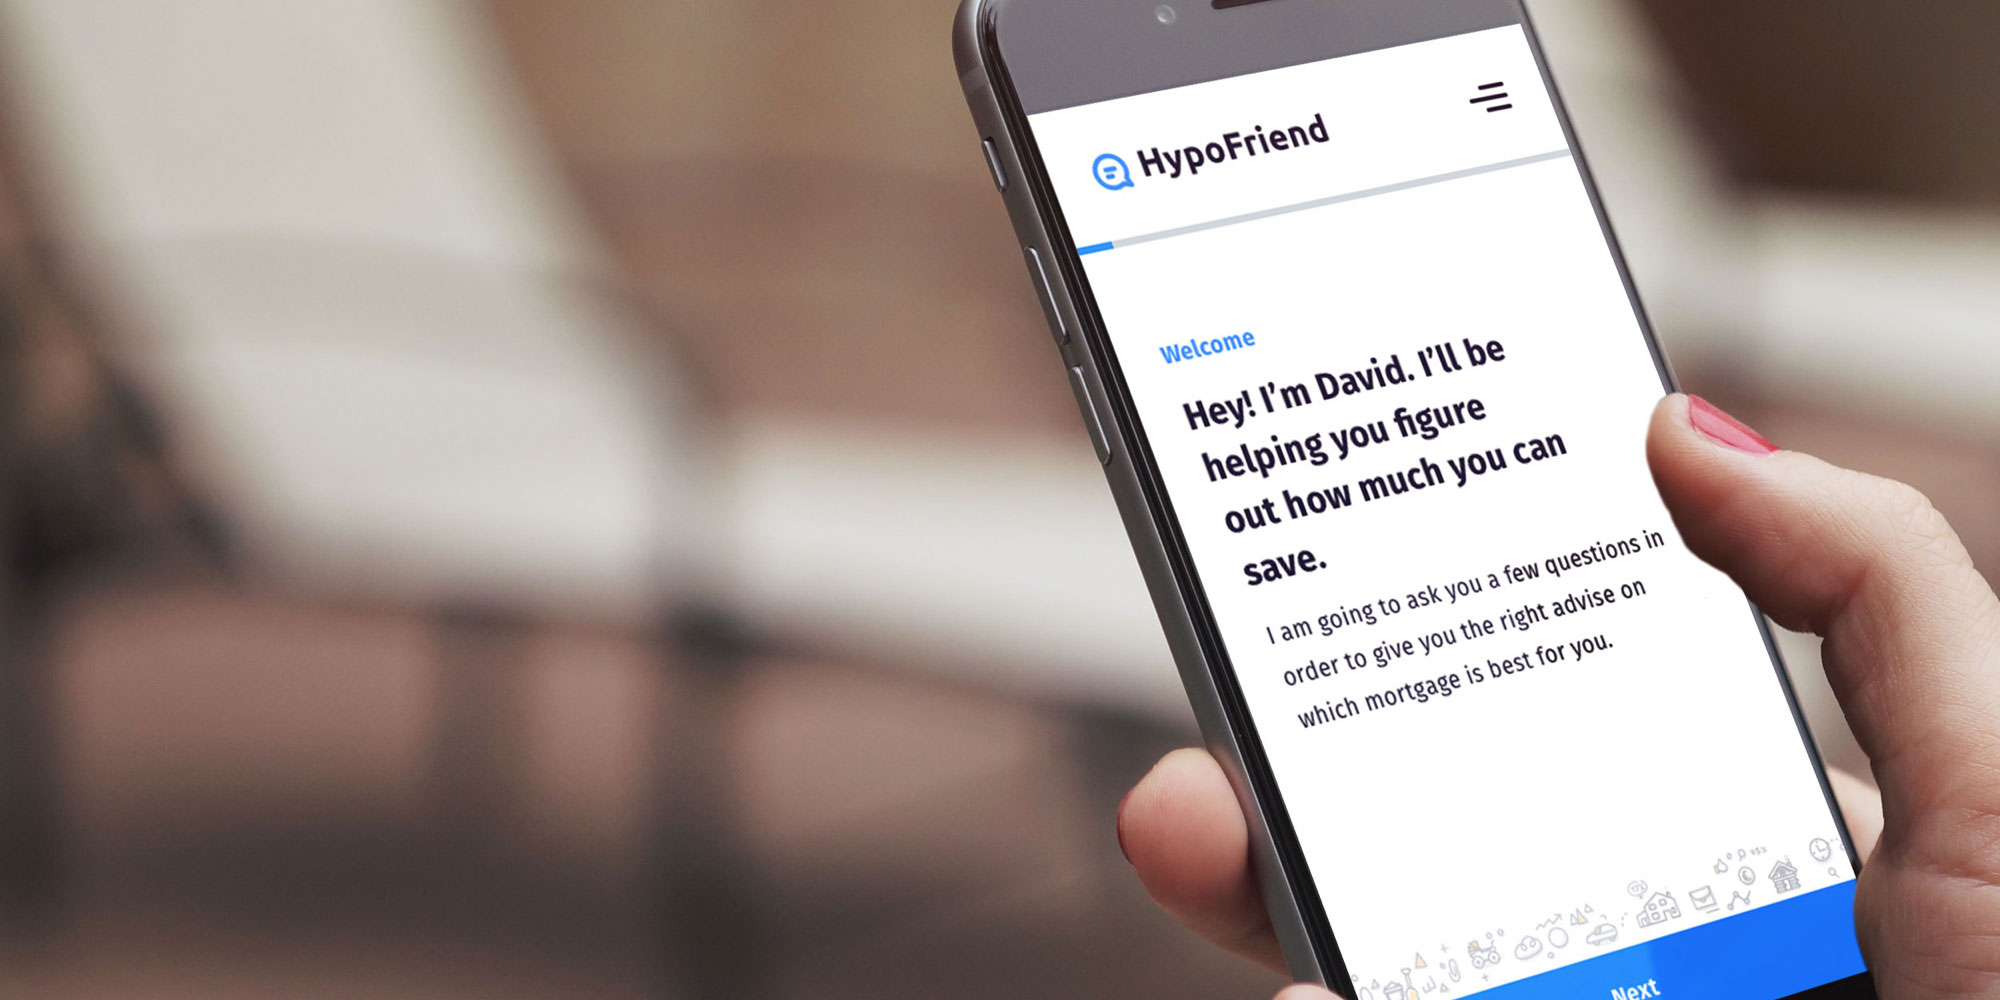 HypoFriend
Welcome
Hey! I'm David. I'll be
helping you figure
out how much you can
save.
I am going to ask you a few questions in
order to give you the right advise on
which mortgage is best for you.
Next